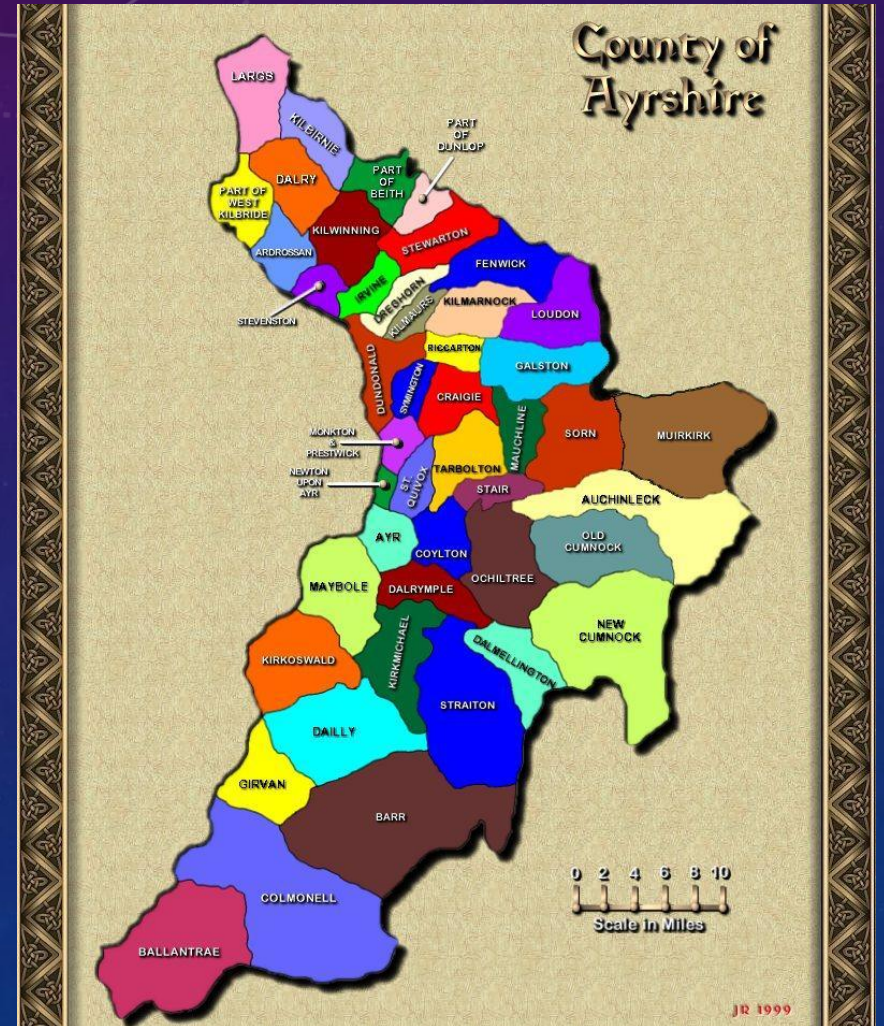 County of
Ayrshire
LARGS
KILBIRNIE
PART
OF
DUNLOP
PART
OF
BEITH
DALRY
PART OF
WEST
KILBRIDE
KILWINNING
STEWARTON
ARDROSSAN
FENWICK
STEVENSTON
IRVINE
DREGHORN
KILMAURS
KILMARNOCK
LOUDON
RICCARTON
GALSTON
DUNDONALD
SYMINGTON
CRAIGIE
MAUCHLINE
SORN
MUIRKIRK
MONKTON
&
PRESTWICK
NEWTON
UPON
AYR
ST.
QUIVOX
TARBOLTON
STAIR
AUCHINLECK
AYR
COYLTON
OLD
CUMNOCK
MAYBOLE
DALRYMPLE
OCHILTREE
NEW
CUMNOCK
KIRKOSWALD
KIRKMICHAEL
DALMELLINGTON
STRAITON
DAILLY
GIRVAN
BARR
COLMONELL
BALLANTRAE
0 2 4 6 8 10
Scale in Miles
JR 1999